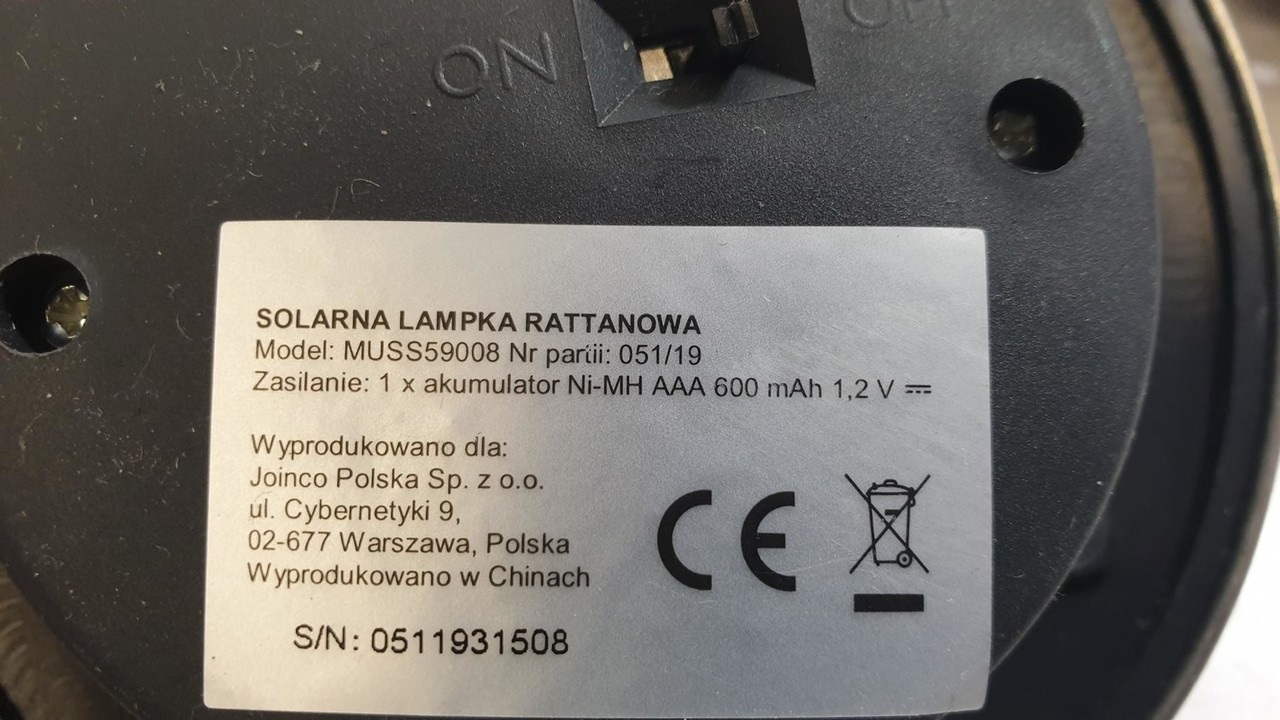 ON
OFF
SOLARNA LAMPKA RATTANOWA
Model: MUSS59008 Nr partii: 051/19
Zasilanie: 1 x akumulator Ni-MH AAA 600 mAh 1,2 V ⎓
Wyprodukowano dla:
Joinco Polska Sp. z o.o.
ul. Cybernetyki 9,
02-677 Warszawa, Polska
Wyprodukowano w Chinach
CE
S/N: 0511931508